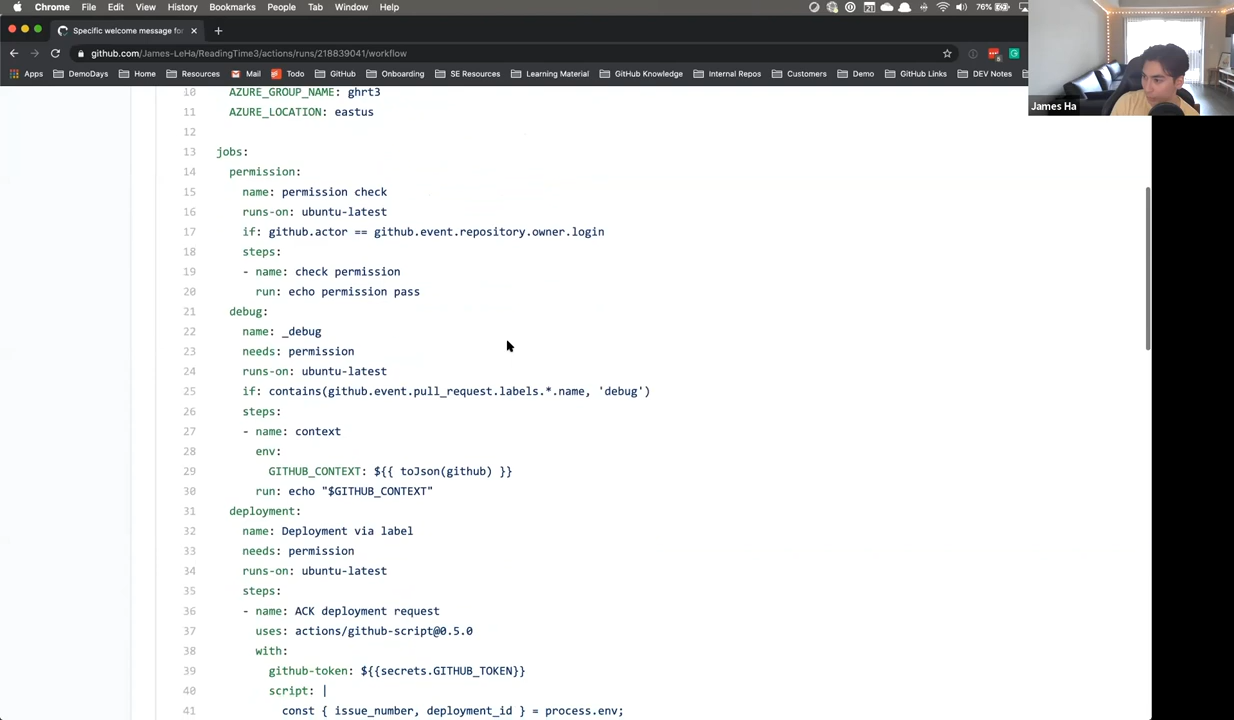 Chrome File Edit View History Bookmarks People Tab Window Help 76%
Specific welcome message for
github.com/James-LeHa/ReadingTime3/actions/runs/218839041/workflow
Apps DemoDays Home Resources Mail Todo GitHub Onboarding SE Resources Learning Material GitHub Knowledge Internal Repos Customers Demo GitHub Links DEV Notes
James Ha
10 AZURE_GROUP_NAME: ghrt3
11 AZURE_LOCATION: eastus
12
13 jobs:
14 permission:
15 name: permission check
16 runs-on: ubuntu-latest
17 if: github.actor == github.event.repository.owner.login
18 steps:
19 - name: check permission
20 run: echo permission pass
21 debug:
22 name: _debug
23 needs: permission
24 runs-on: ubuntu-latest
25 if: contains(github.event.pull_request.labels.*.name, 'debug')
26 steps:
27 - name: context
28 env:
29 GITHUB_CONTEXT: ${{ toJson(github) }}
30 run: echo "$GITHUB_CONTEXT"
31 deployment:
32 name: Deployment via label
33 needs: permission
34 runs-on: ubuntu-latest
35 steps:
36 - name: ACK deployment request
37 uses: actions/github-script@0.5.0
38 with:
39 github-token: ${{secrets.GITHUB_TOKEN}}
40 script: |
41 const { issue_number, deployment_id } = process.env;